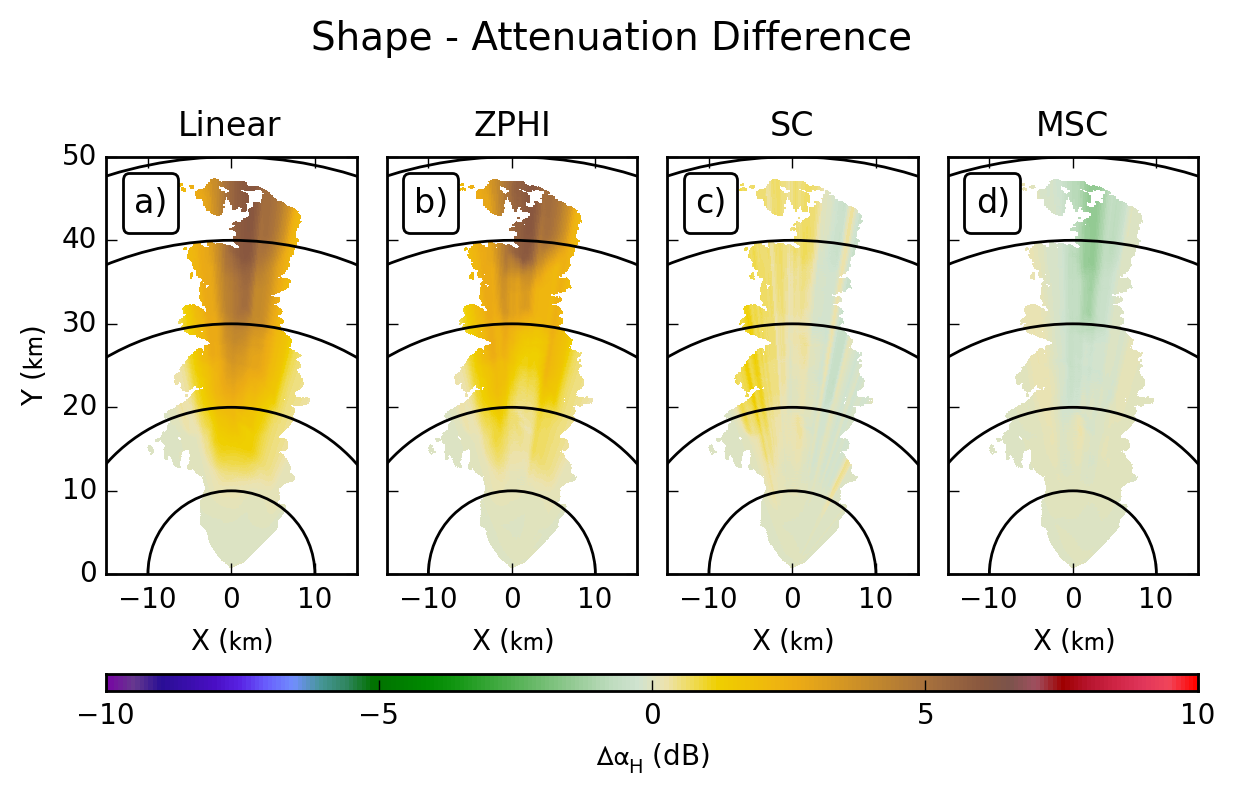 Shape - Attenuation Difference
Linear ZPHI SC MSC
a) b) c) d)
50
40
30
20
10
0
Y (km)
−10 0 10 −10 0 10 −10 0 10 −10 0 10
X (km) X (km) X (km) X (km)
−10 −5 0 5 10
Δα_H (dB)